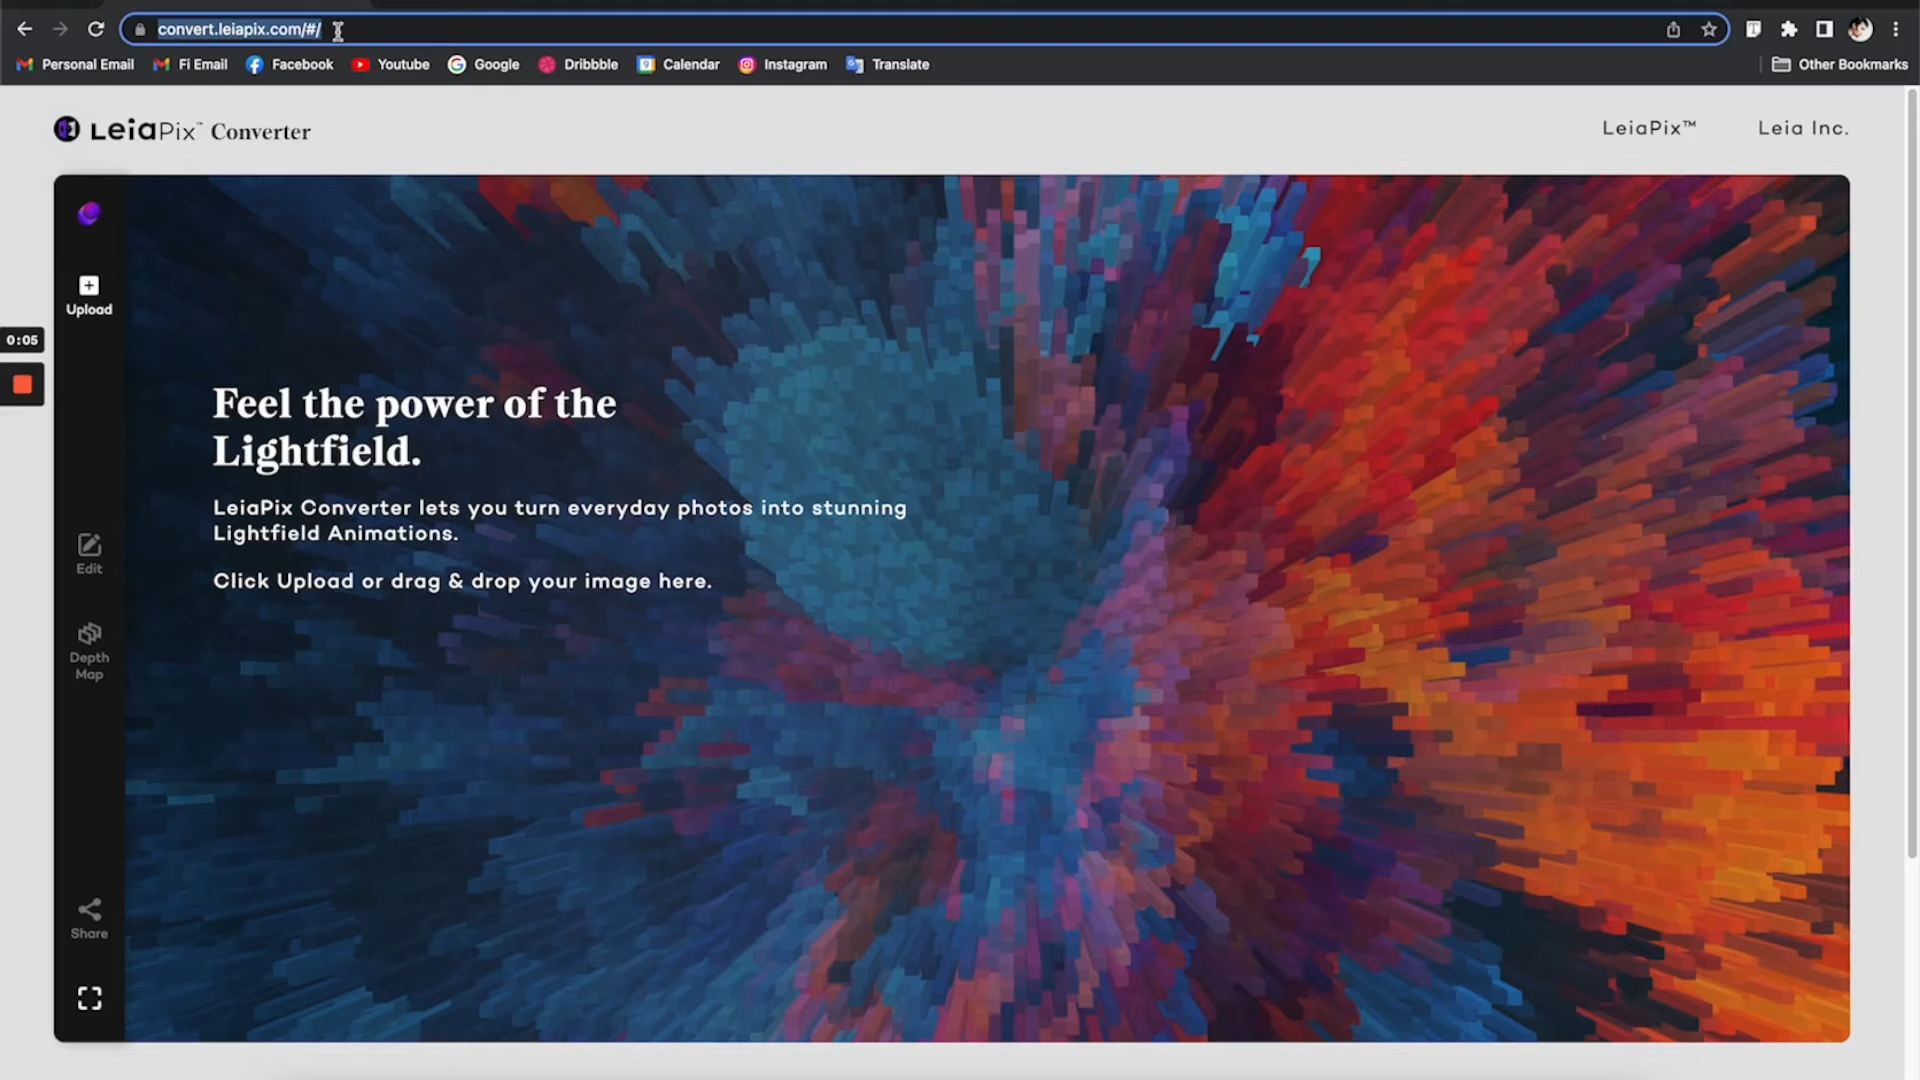 convert.leiapix.com/#/
Personal Email Fi Email Facebook Youtube Google Dribbble Calendar Instagram Translate Other Bookmarks
LeiaPix™ Converter LeiaPix™ Leia Inc.
Upload
0:05
Feel the power of the
Lightfield.
LeiaPix Converter lets you turn everyday photos into stunning
Lightfield Animations.
Click Upload or drag & drop your image here.
Edit
Depth
Map
Share